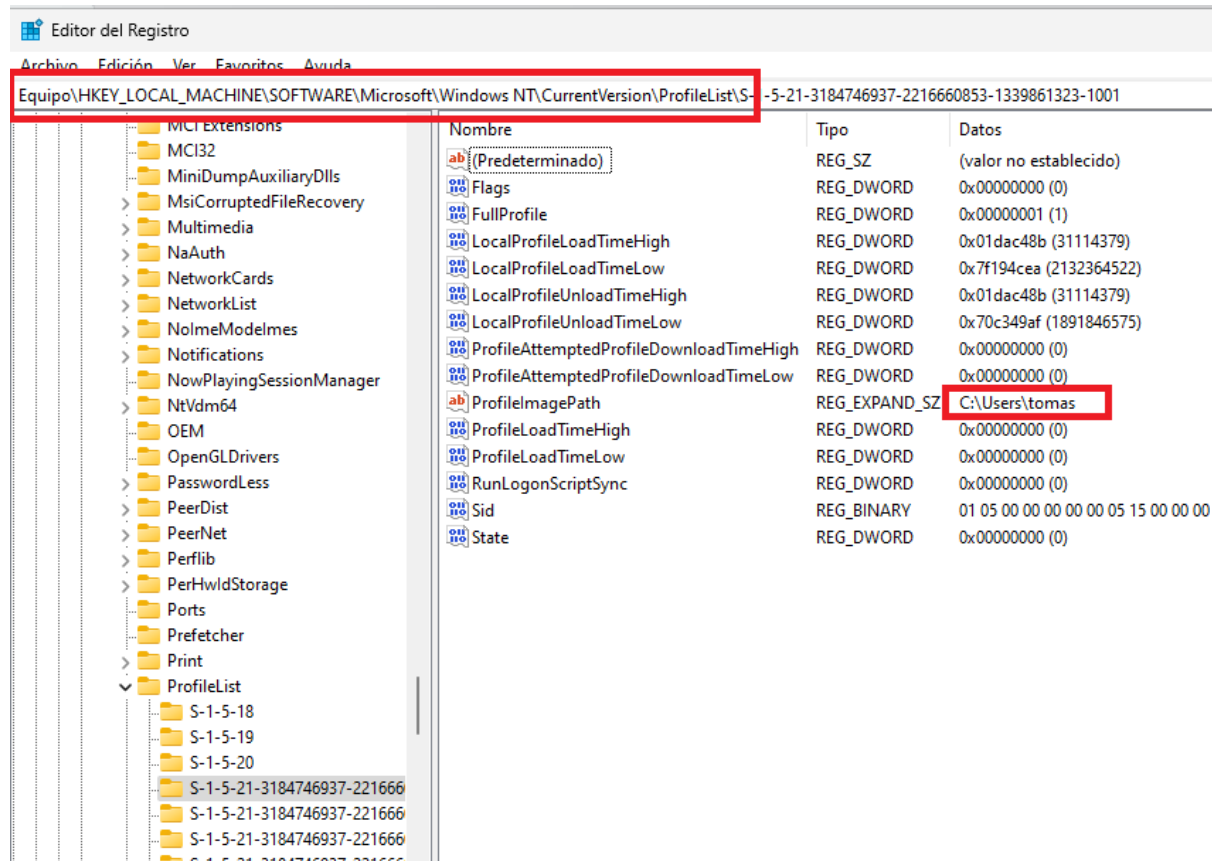 Editor del Registro
Archivo Edición Ver Favoritos Ayuda
Equipo\HKEY_LOCAL_MACHINE\SOFTWARE\Microsoft\Windows NT\CurrentVersion\ProfileList\S-1-5-21-3184746937-2216660853-1339861323-1001
MCI Extensions
MCI32
MiniDumpAuxiliaryDlls
MsiCorruptedFileRecovery
Multimedia
NaAuth
NetworkCards
NetworkList
NoImeModeImes
Notifications
NowPlayingSessionManager
NtVdm64
OEM
OpenGLDrivers
PasswordLess
PeerDist
PeerNet
Perflib
PerHwIdStorage
Ports
Prefetcher
Print
ProfileList
S-1-5-18
S-1-5-19
S-1-5-20
S-1-5-21-3184746937-221666
S-1-5-21-3184746937-221666
S-1-5-21-3184746937-221666
S-1-5-21-3184746937-221666
Nombre Tipo Datos
(Predeterminado) REG_SZ (valor no establecido)
Flags REG_DWORD 0x00000000 (0)
FullProfile REG_DWORD 0x00000001 (1)
LocalProfileLoadTimeHigh REG_DWORD 0x01dac48b (31114379)
LocalProfileLoadTimeLow REG_DWORD 0x7f194cea (2132364522)
LocalProfileUnloadTimeHigh REG_DWORD 0x01dac48b (31114379)
LocalProfileUnloadTimeLow REG_DWORD 0x70c349af (1891846575)
ProfileAttemptedProfileDownloadTimeHigh REG_DWORD 0x00000000 (0)
ProfileAttemptedProfileDownloadTimeLow REG_DWORD 0x00000000 (0)
ProfileImagePath REG_EXPAND_SZ C:\Users\tomas
ProfileLoadTimeHigh REG_DWORD 0x00000000 (0)
ProfileLoadTimeLow REG_DWORD 0x00000000 (0)
RunLogonScriptSync REG_DWORD 0x00000000 (0)
Sid REG_BINARY 01 05 00 00 00 00 00 05 15 00 00 00
State REG_DWORD 0x00000000 (0)